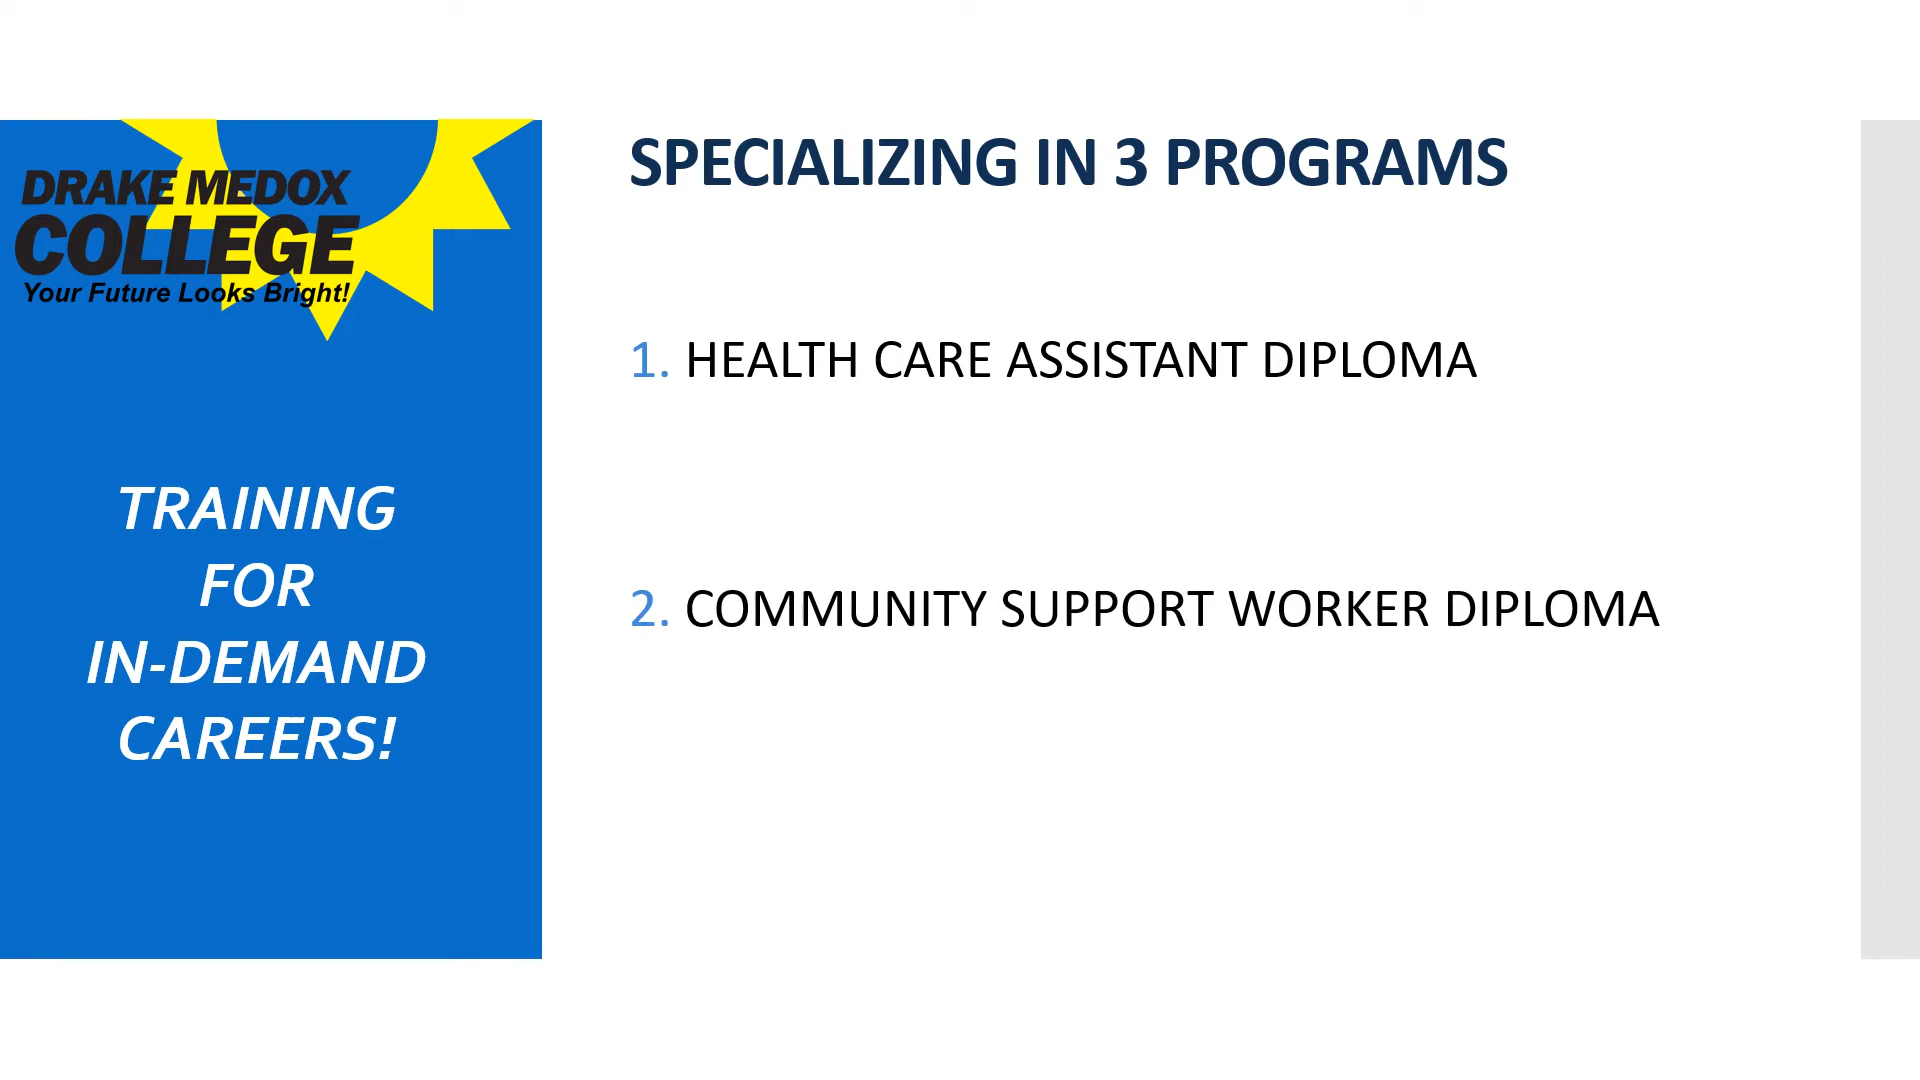 DRAKE MEDOX
COLLEGE
Your Future Looks Bright!
TRAINING
FOR
IN-DEMAND
CAREERS!
SPECIALIZING IN 3 PROGRAMS
1. HEALTH CARE ASSISTANT DIPLOMA
2. COMMUNITY SUPPORT WORKER DIPLOMA